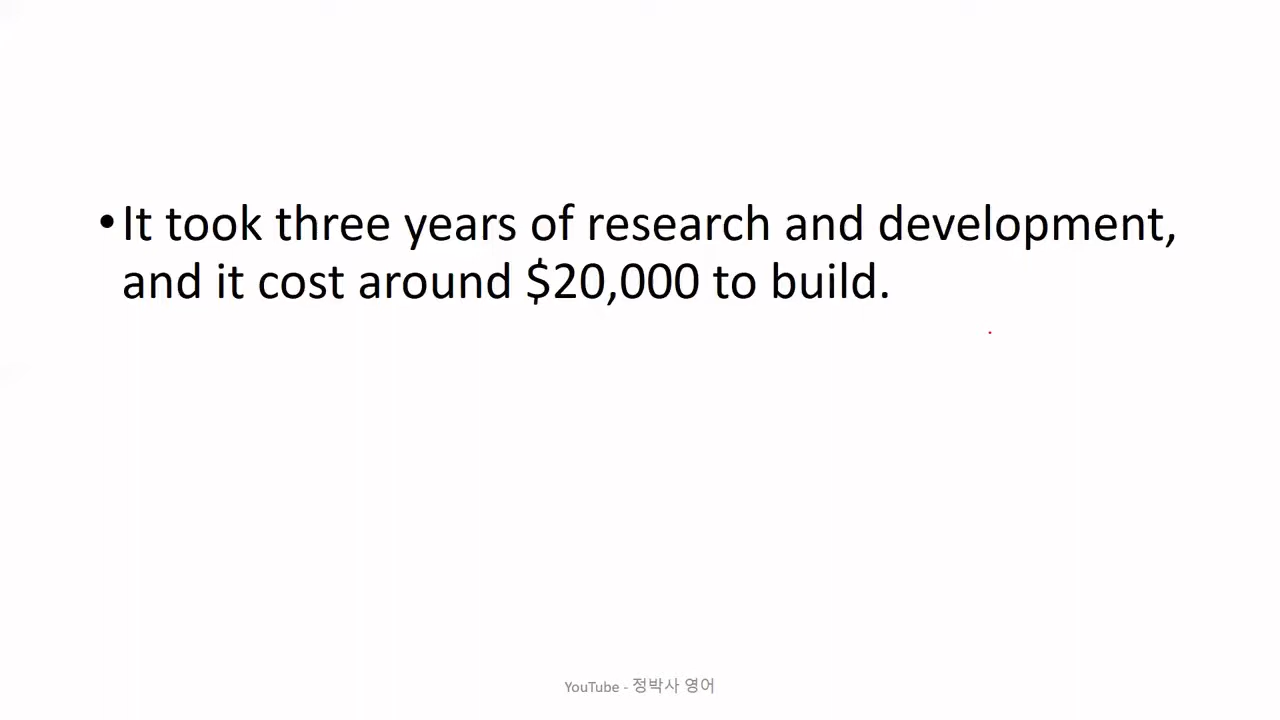 •It took three years of research and development,
and it cost around $20,000 to build.
YouTube - 정박사 영어